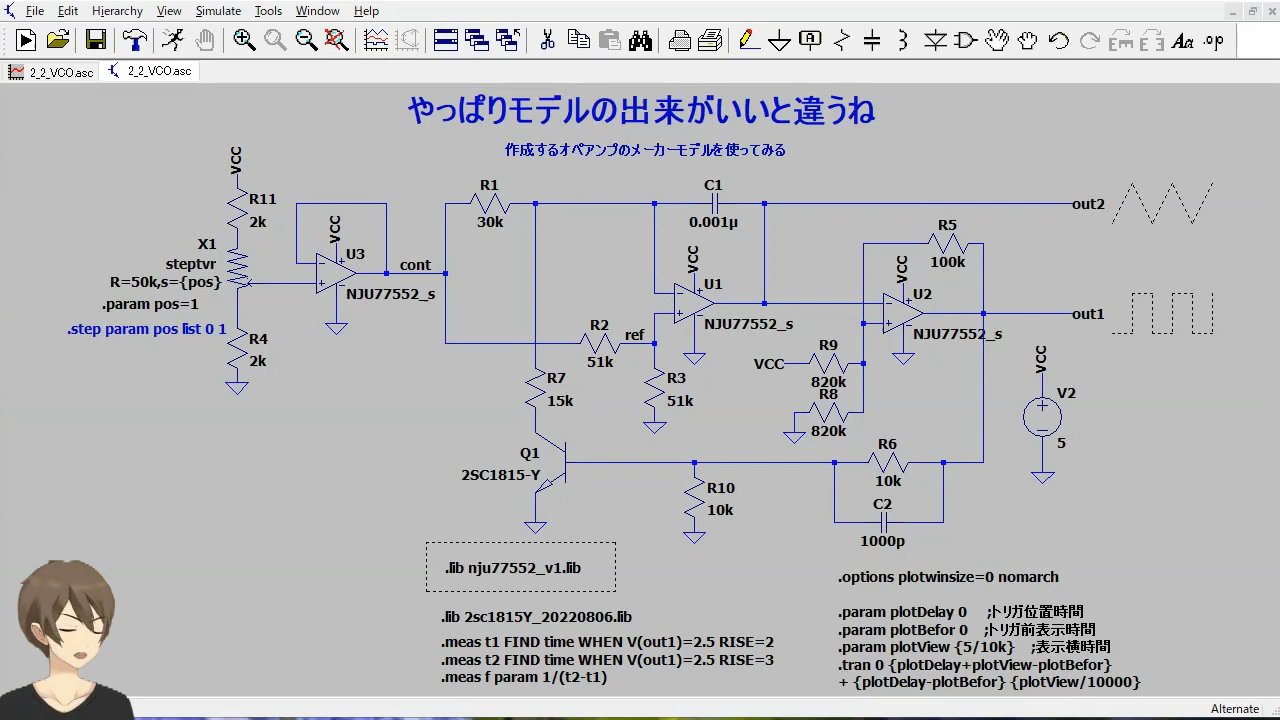 File Edit Hierarchy View Simulate Tools Window Help
2_2_VCO.asc
2_2_VCO.asc
やっぱりモデルの出来がいいと違うね
作成するオペアンプのメーカーモデルを使ってみる
VCC
R11
2k
X1
steptvr
R=50k,s={pos}
.param pos=1
.step param pos list 0 1
R4
2k
VCC
U3
NJU77552_s
cont
R1
30k
C1
0.001µ
R2
51k
ref
R3
51k
VCC
U1
NJU77552_s
R5
100k
VCC
U2
NJU77552_s
out2
out1
VCC
R9
820k
R8
820k
VCC
V2
5
R7
15k
Q1
2SC1815-Y
R10
10k
R6
10k
C2
1000p
.lib nju77552_v1.lib
.lib 2sc1815Y_20220806.lib
.meas t1 FIND time WHEN V(out1)=2.5 RISE=2
.meas t2 FIND time WHEN V(out1)=2.5 RISE=3
.meas f param 1/(t2-t1)
.options plotwinsize=0 nomarch
.param plotDelay 0 ;トリガ位置時間
.param plotBefor 0 ;トリガ前表示時間
.param plotView {5/10k} ;表示横時間
.tran 0 {plotDelay+plotView-plotBefor}
+ {plotDelay-plotBefor} {plotView/10000}
Alternate